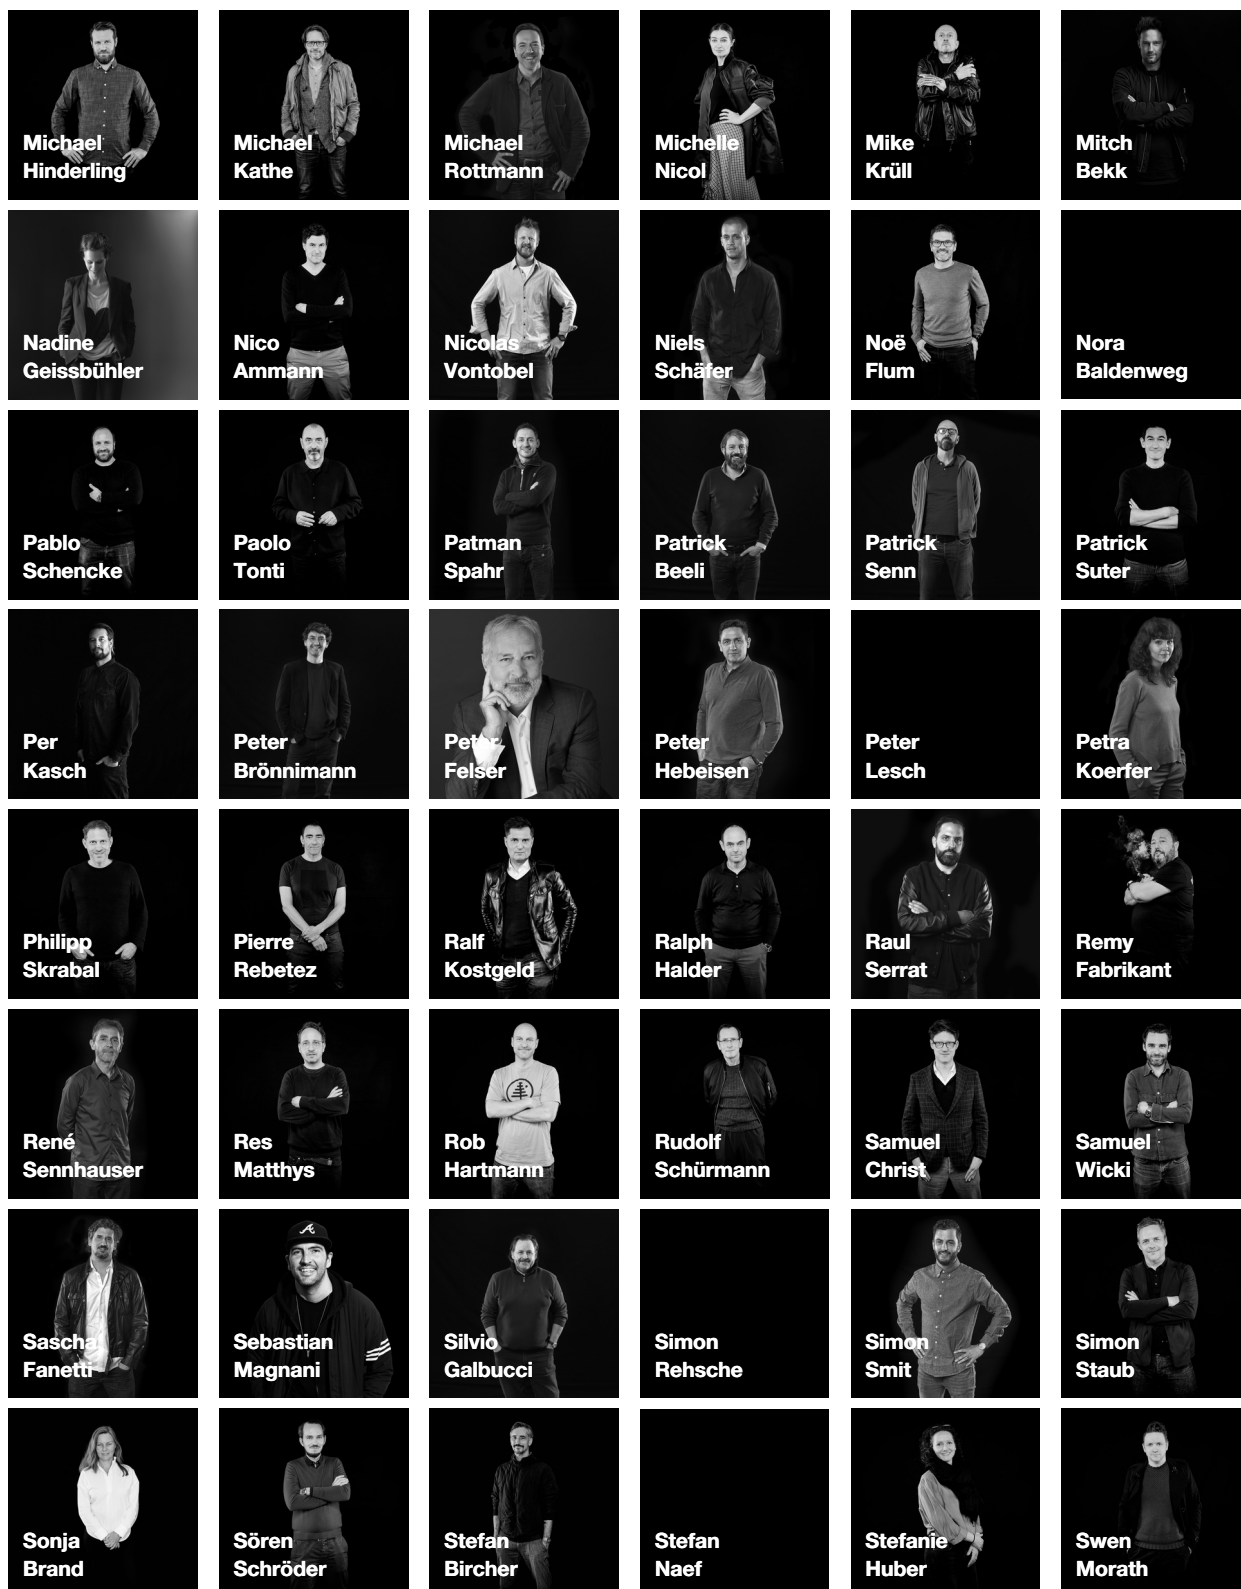 Michael
Hinderling
Michael
Kathe
Michael
Rottmann
Michelle
Nicol
Mike
Krüll
Mitch
Bekk
Nadine
Geissbühler
Nico
Ammann
Nicolas
Vontobel
Niels
Schäfer
Noë
Flum
Nora
Baldenweg
Pablo
Schencke
Paolo
Tonti
Patman
Spahr
Patrick
Beeli
Patrick
Senn
Patrick
Suter
Per
Kasch
Peter
Brönnimann
Peter
Felser
Peter
Hebeisen
Peter
Lesch
Petra
Koerfer
Philipp
Skrabal
Pierre
Rebetez
Ralf
Kostgeld
Ralph
Halder
Raul
Serrat
Remy
Fabrikant
René
Sennhauser
Res
Matthys
Rob
Hartmann
Rudolf
Schürmann
Samuel
Christ
Samuel
Wicki
Sascha
Fanetti
A
Sebastian
Magnani
Silvio
Galbucci
Simon
Rehsche
Simon
Smit
Simon
Staub
Sonja
Brand
Sören
Schröder
Stefan
Bircher
Stefan
Naef
Stefanie
Huber
Swen
Morath